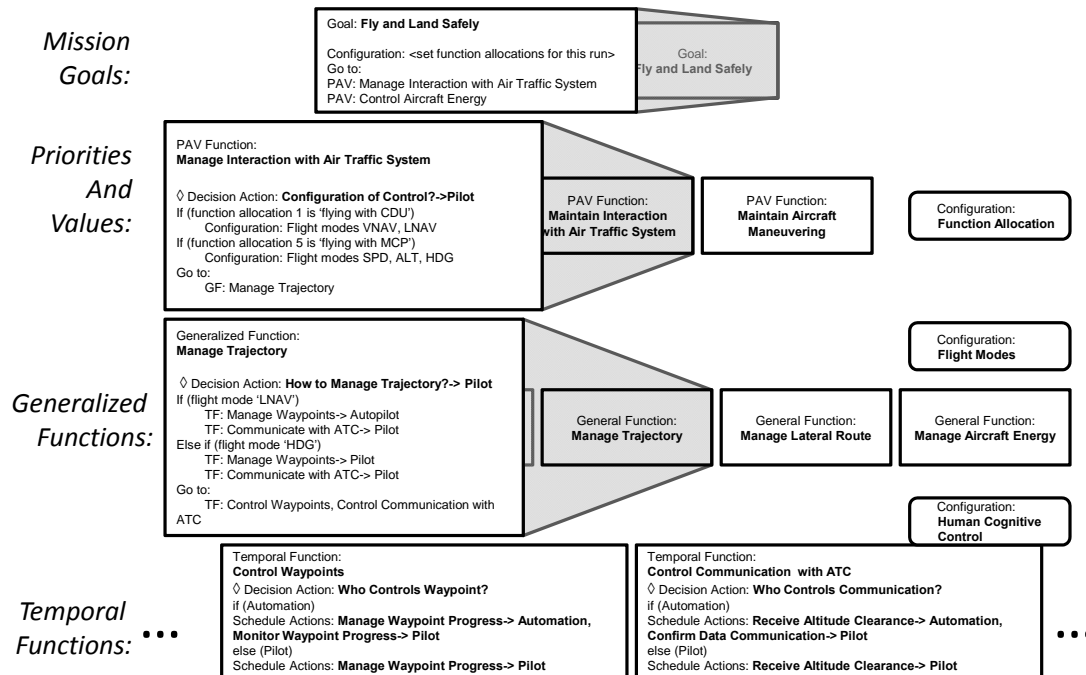 Mission
Goals:
Goal: Fly and Land Safely
Configuration: <set function allocations for this run>
Go to:
PAV: Manage Interaction with Air Traffic System
PAV: Control Aircraft Energy
Goal:
Fly and Land Safely
Priorities
And
Values:
PAV Function:
Manage Interaction with Air Traffic System
◊ Decision Action: Configuration of Control?->Pilot
If (function allocation 1 is ‘flying with CDU’)
Configuration: Flight modes VNAV, LNAV
If (function allocation 5 is ‘flying with MCP’)
Configuration: Flight modes SPD, ALT, HDG
Go to:
GF: Manage Trajectory
PAV Function:
Maintain Interaction
with Air Traffic System
PAV Function:
Maintain Aircraft
Maneuvering
Configuration:
Function Allocation
Generalized
Functions:
Generalized Function:
Manage Trajectory
◊ Decision Action: How to Manage Trajectory?-> Pilot
If (flight mode ‘LNAV’)
TF: Manage Waypoints-> Autopilot
TF: Communicate with ATC-> Pilot
Else if (flight mode ‘HDG’)
TF: Manage Waypoints-> Pilot
TF: Communicate with ATC-> Pilot
Go to:
TF: Control Waypoints, Control Communication with
ATC
General Function:
Manage Trajectory
General Function:
Manage Lateral Route
Configuration:
Flight Modes
General Function:
Manage Aircraft Energy
Configuration:
Human Cognitive
Control
Temporal
Functions:
...
Temporal Function:
Control Waypoints
◊ Decision Action: Who Controls Waypoint?
if (Automation)
Schedule Actions: Manage Waypoint Progress-> Automation,
Monitor Waypoint Progress-> Pilot
else (Pilot)
Schedule Actions: Manage Waypoint Progress-> Pilot
Temporal Function:
Control Communication with ATC
◊ Decision Action: Who Controls Communication?
if (Automation)
Schedule Actions: Receive Altitude Clearance-> Automation,
Confirm Data Communication-> Pilot
else (Pilot)
Schedule Actions: Receive Altitude Clearance-> Pilot
...